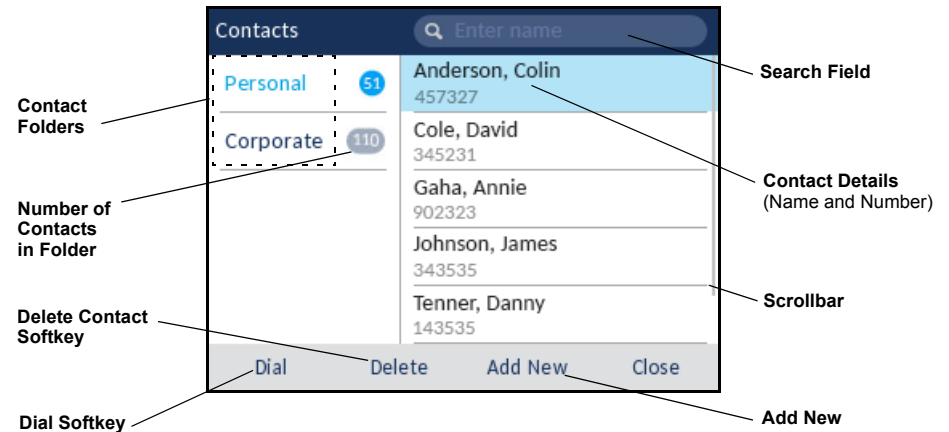 Contacts
Enter name
Search Field
Personal
51
Anderson, Colin
457327
Contact
Folders
Corporate
110
Cole, David
345231
Contact Details
(Name and Number)
Gaha, Annie
902323
Number of
Contacts
in Folder
Johnson, James
343535
Scrollbar
Tenner, Danny
143535
Delete Contact
Softkey
Dial
Delete
Add New
Close
Dial Softkey
Add New